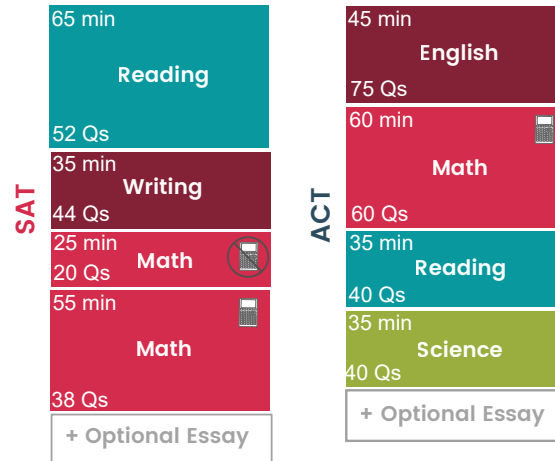 SAT
65 min
Reading
52 Qs
35 min
Writing
44 Qs
25 min
Math
20 Qs
55 min
Math
38 Qs
+ Optional Essay
ACT
45 min
English
75 Qs
60 min
Math
60 Qs
35 min
Reading
40 Qs
35 min
Science
40 Qs
+ Optional Essay